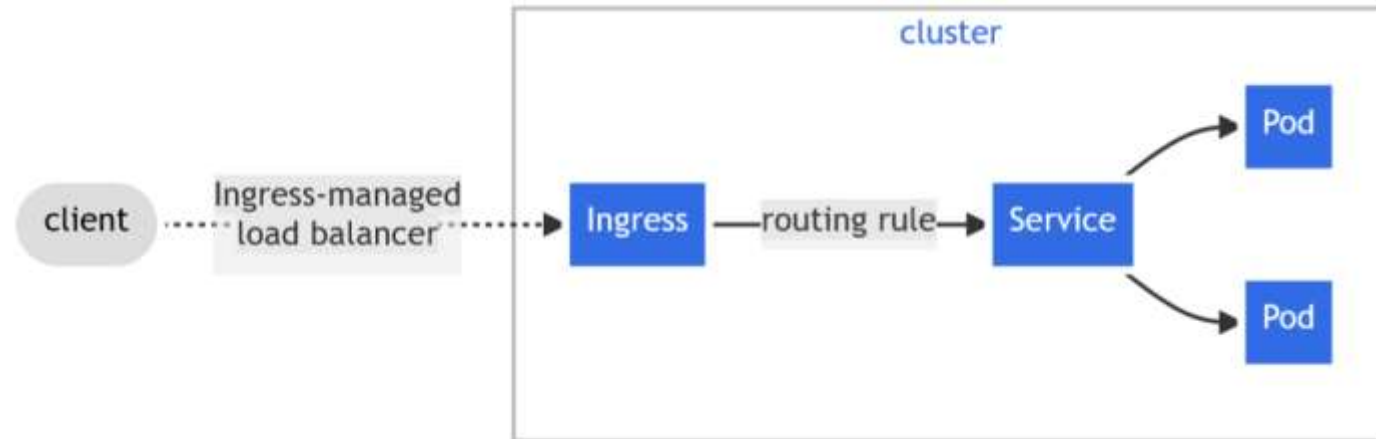 cluster
Pod
client
Ingress-managed
load balancer
Ingress
routing rule
Service
Pod